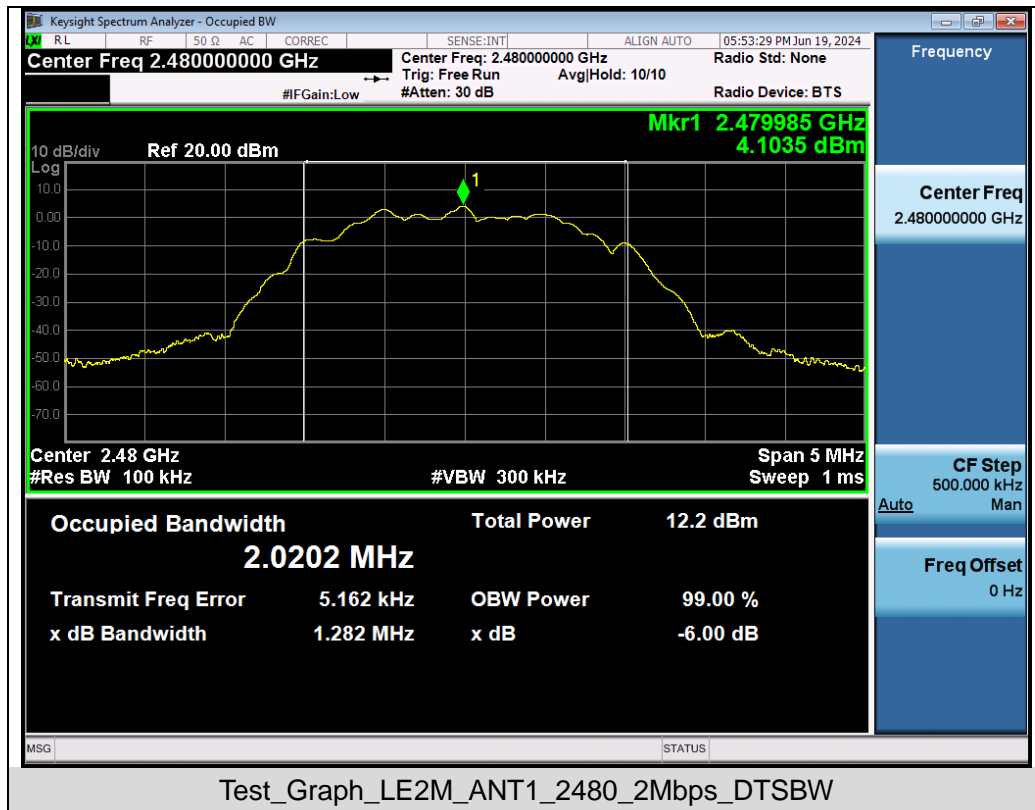 Keysight Spectrum Analyzer - Occupied BW
LXI RL RF 50 Ω AC CORREC SENSE:INT ALIGN AUTO 05:53:29 PM Jun 19, 2024
Center Freq 2.480000000 GHz
#IFGain:Low
Center Freq: 2.480000000 GHz
Trig: Free Run Avg|Hold: 10/10
#Atten: 30 dB
Radio Std: None
Radio Device: BTS
Mkr1 2.479985 GHz
4.1035 dBm
10 dB/div Ref 20.00 dBm
Log
10.0
0.00
-10.0
-20.0
-30.0
-40.0
-50.0
-60.0
-70.0
1
Center 2.48 GHz Span 5 MHz
#Res BW 100 kHz #VBW 300 kHz Sweep 1 ms
Occupied Bandwidth Total Power 12.2 dBm
2.0202 MHz
Transmit Freq Error 5.162 kHz OBW Power 99.00 %
x dB Bandwidth 1.282 MHz x dB -6.00 dB
Frequency
Center Freq
2.480000000 GHz
CF Step
500.000 kHz
Auto Man
Freq Offset
0 Hz
MSG STATUS
Test_Graph_LE2M_ANT1_2480_2Mbps_DTSBW